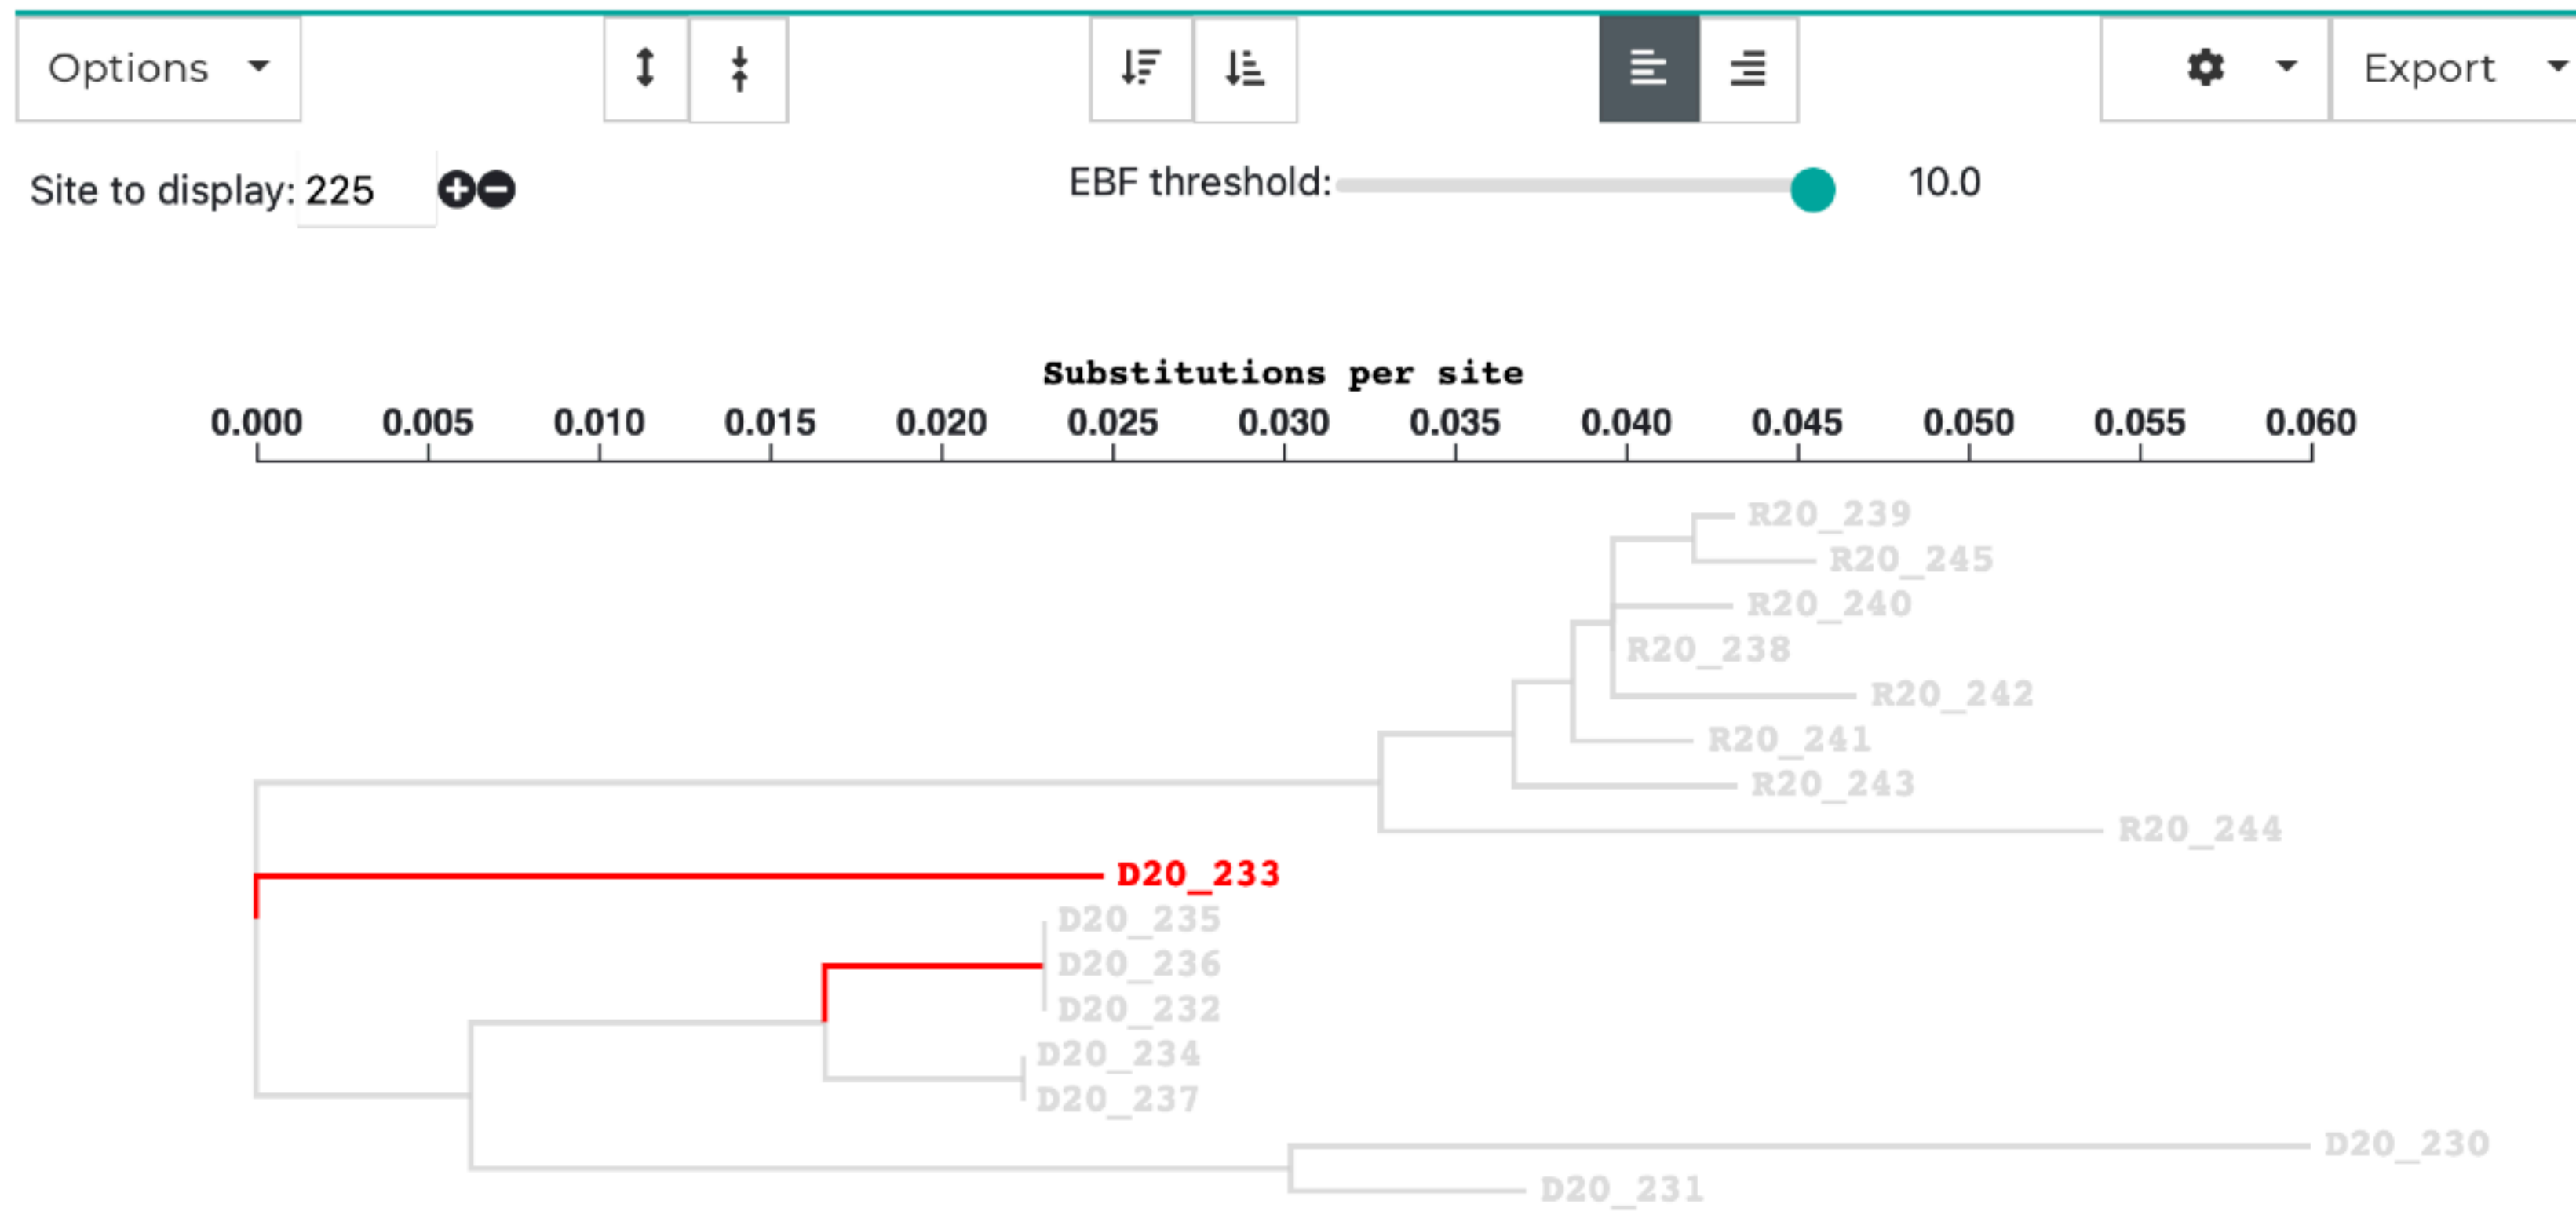 Options Export
Site to display: 225 EBF threshold: 10.0
Substitutions per site
0.000 0.005 0.010 0.015 0.020 0.025 0.030 0.035 0.040 0.045 0.050 0.055 0.060
R20_239
R20_245
R20_240
R20_238
R20_242
R20_241
R20_243
R20_244
D20_233
D20_235
D20_236
D20_232
D20_234
D20_237
D20_230
D20_231